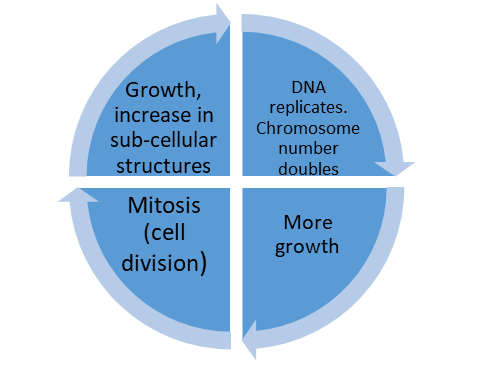 Growth,
increase in
sub-cellular
structures
DNA
replicates.
Chromosome
number
doubles
Mitosis
(cell
division)
More
growth